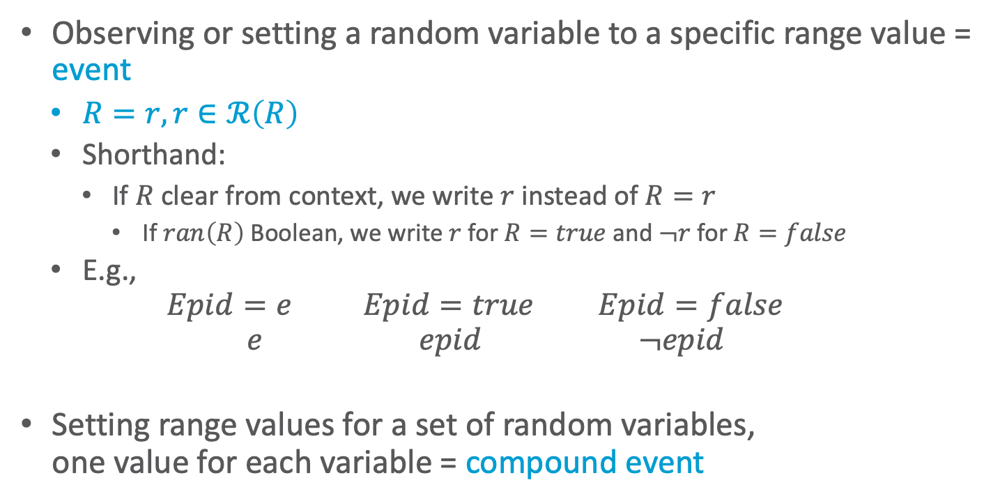 • Observing or setting a random variable to a specific range value =
event
• R = r, r ∈ ℛ(R)
• Shorthand:
• If R clear from context, we write r instead of R = r
• If ran(R) Boolean, we write r for R = true and ¬r for R = false
• E.g.,
Epid = e Epid = true Epid = false
e epid ¬epid
• Setting range values for a set of random variables,
one value for each variable = compound event